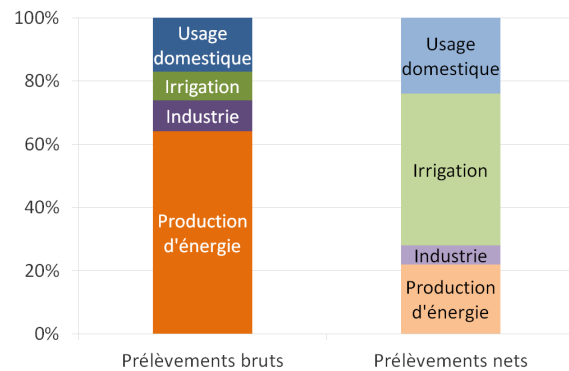 100%
80%
60%
40%
20%
0%
Usage
domestique
Irrigation
Industrie
Production
d'énergie
Usage
domestique
Irrigation
Industrie
Production
d'énergie
Prélèvements bruts
Prélèvements nets